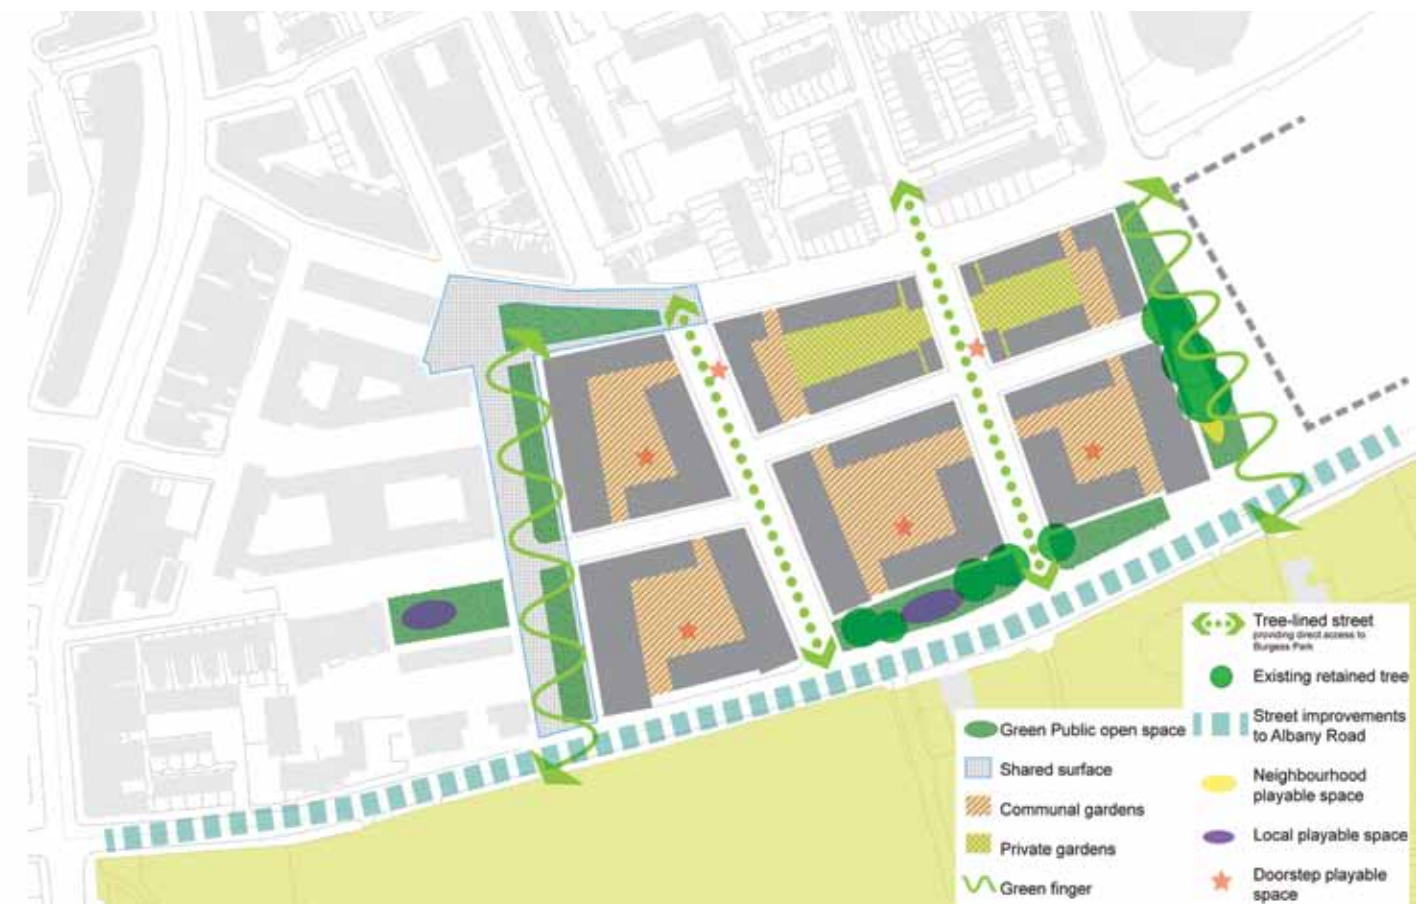 Tree-lined street
providing direct access to
Burgess Park
Existing retained tree
Street improvements
to Albany Road
Neighbourhood
playable space
Local playable space
Doorstep playable
space
Green Public open space
Shared surface
Communal gardens
Private gardens
Green finger